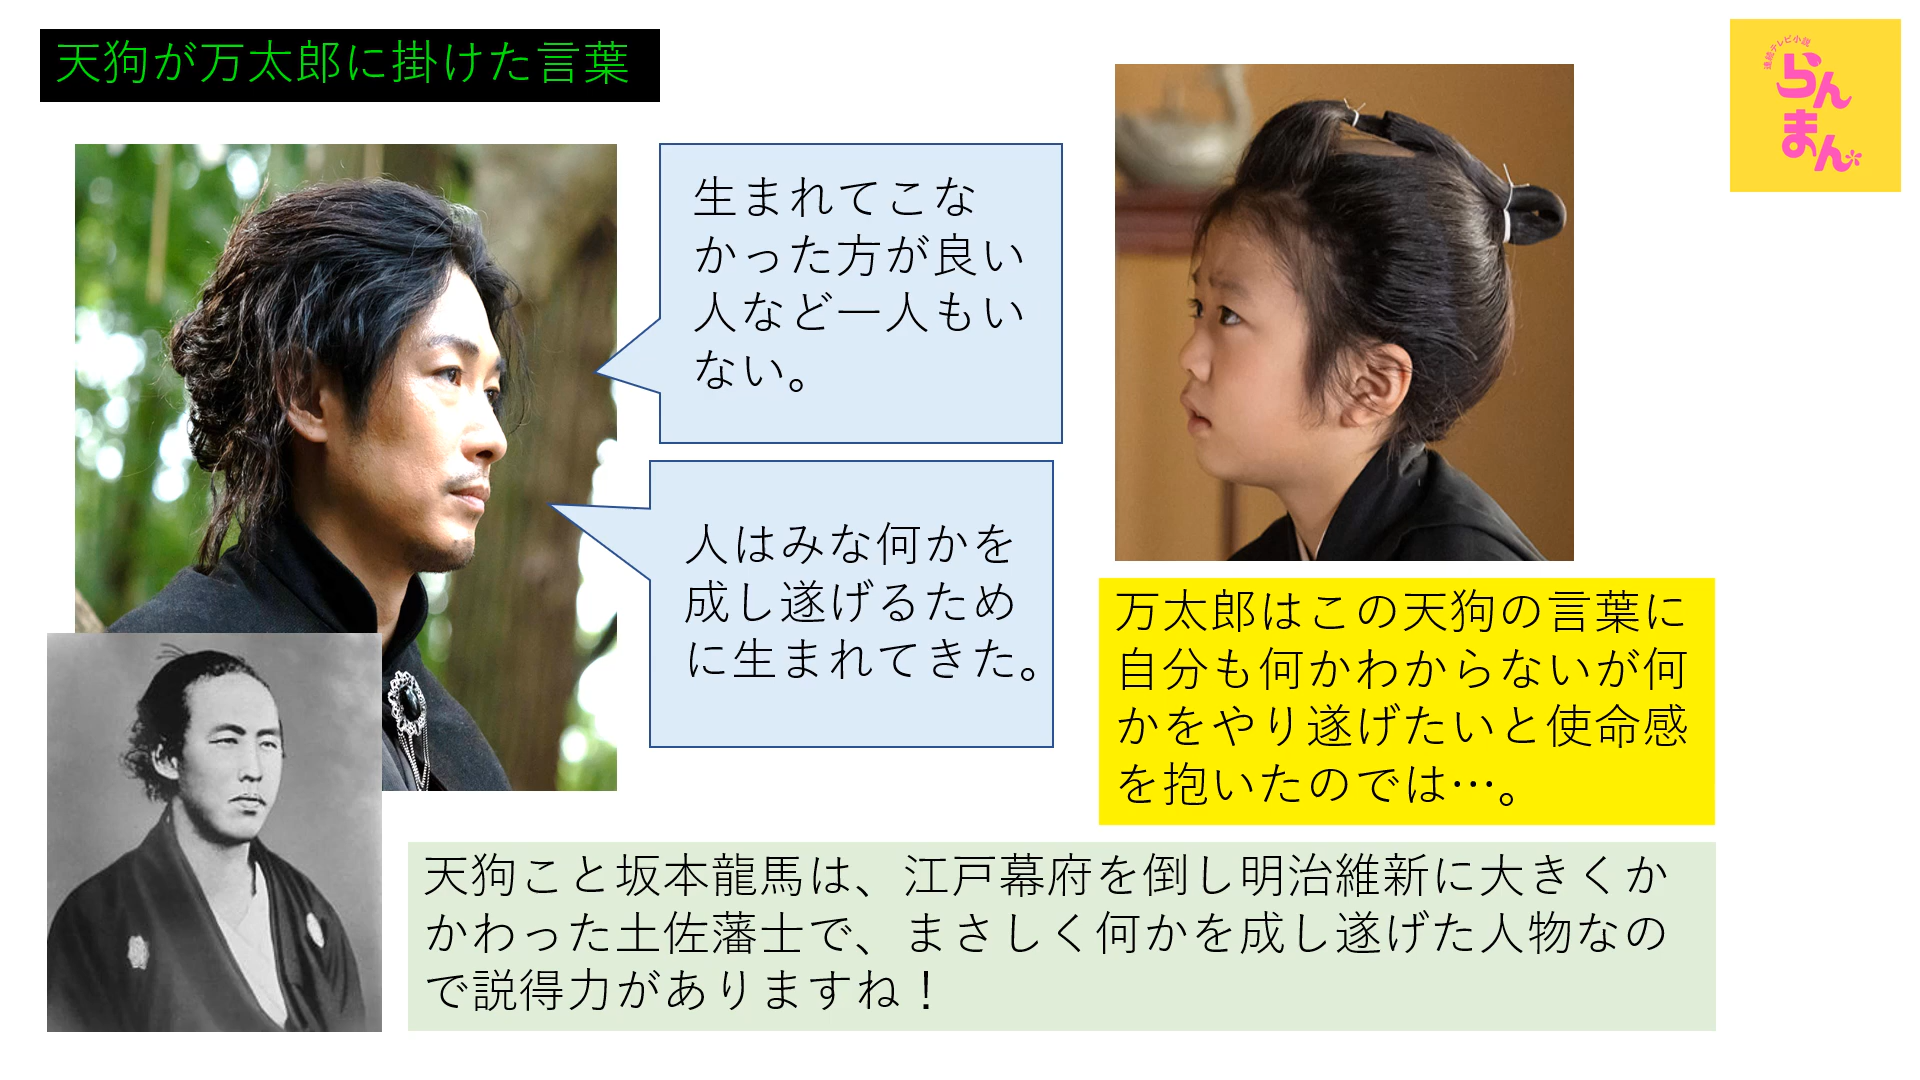 天狗が万太郎に掛けた言葉
連続テレビ小説
らん
まん
生まれてこな
かった方が良い
人など一人もい
ない。
人はみな何かを
成し遂げるため
に生まれてきた。
万太郎はこの天狗の言葉に
自分も何かわからないが何
かをやり遂げたいと使命感
を抱いたのでは…。
天狗こと坂本龍馬は、江戸幕府を倒し明治維新に大きくか
かわった土佐藩士で、まさしく何かを成し遂げた人物なの
で説得力がありますね！